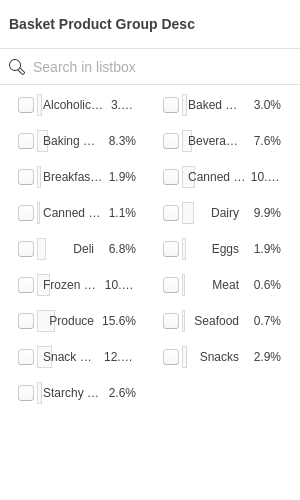 Basket Product Group Desc
Search in listbox
Alcoholic... 3.... Baked ... 3.0%
Baking ... 8.3% Bevera... 7.6%
Breakfas... 1.9% Canned ... 10....
Canned ... 1.1% Dairy 9.9%
Deli 6.8% Eggs 1.9%
Frozen ... 10.... Meat 0.6%
Produce 15.6% Seafood 0.7%
Snack ... 12.... Snacks 2.9%
Starchy ... 2.6%